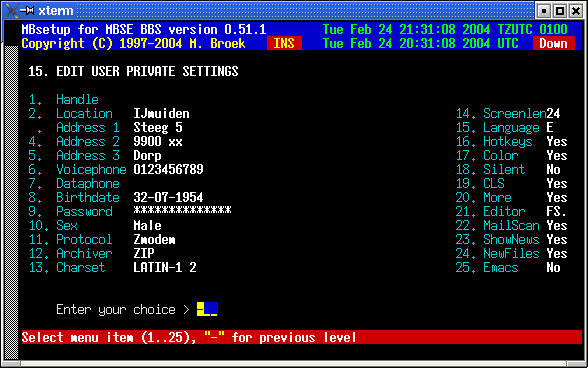 xterm
MBsetup for MBSE BBS version 0.51.1 Tue Feb 24 21:31:08 2004 TZUTC 0100
Copyright (C) 1997-2004 M. Broek INS Tue Feb 24 20:31:08 2004 UTC Down
15. EDIT USER PRIVATE SETTINGS
1. Handle
2. Location IJmuiden 14. Screenlen24
. Address 1 Steeg 5 15. Language E
4. Address 2 9900 xx 16. Hotkeys Yes
5. Address 3 Dorp 17. Color Yes
6. Voicephone 0123456789 18. Silent No
7. Dataphone 19. CLS Yes
8. Birthdate 32-07-1954 20. More Yes
9. Password ************** 21. Editor FS.
10. Sex Male 22. MailScan Yes
11. Protocol Zmodem 23. ShowNews Yes
12. Archiver ZIP 24. NewFiles Yes
13. Charset LATIN-1 2 25. Emacs No
Enter your choice > -
Select menu item (1..25), "-" for previous level